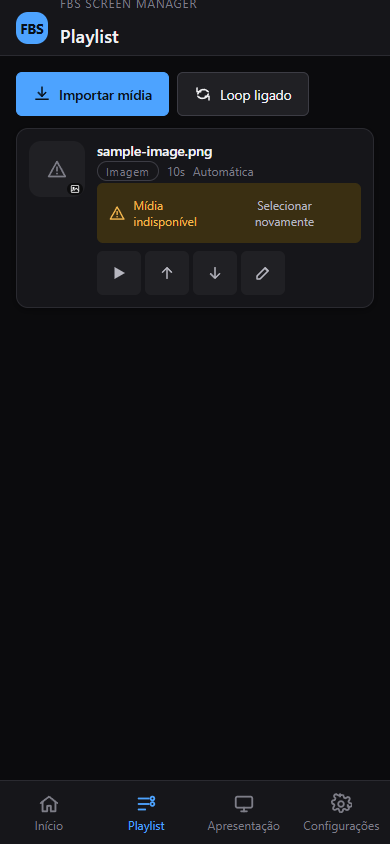 FBS SCREEN MANAGER
FBS
Playlist
Importar mídia
Loop ligado
sample-image.png
Imagem 10s Automática
Mídia indisponível
Selecionar novamente
Início
Playlist
Apresentação
Configurações